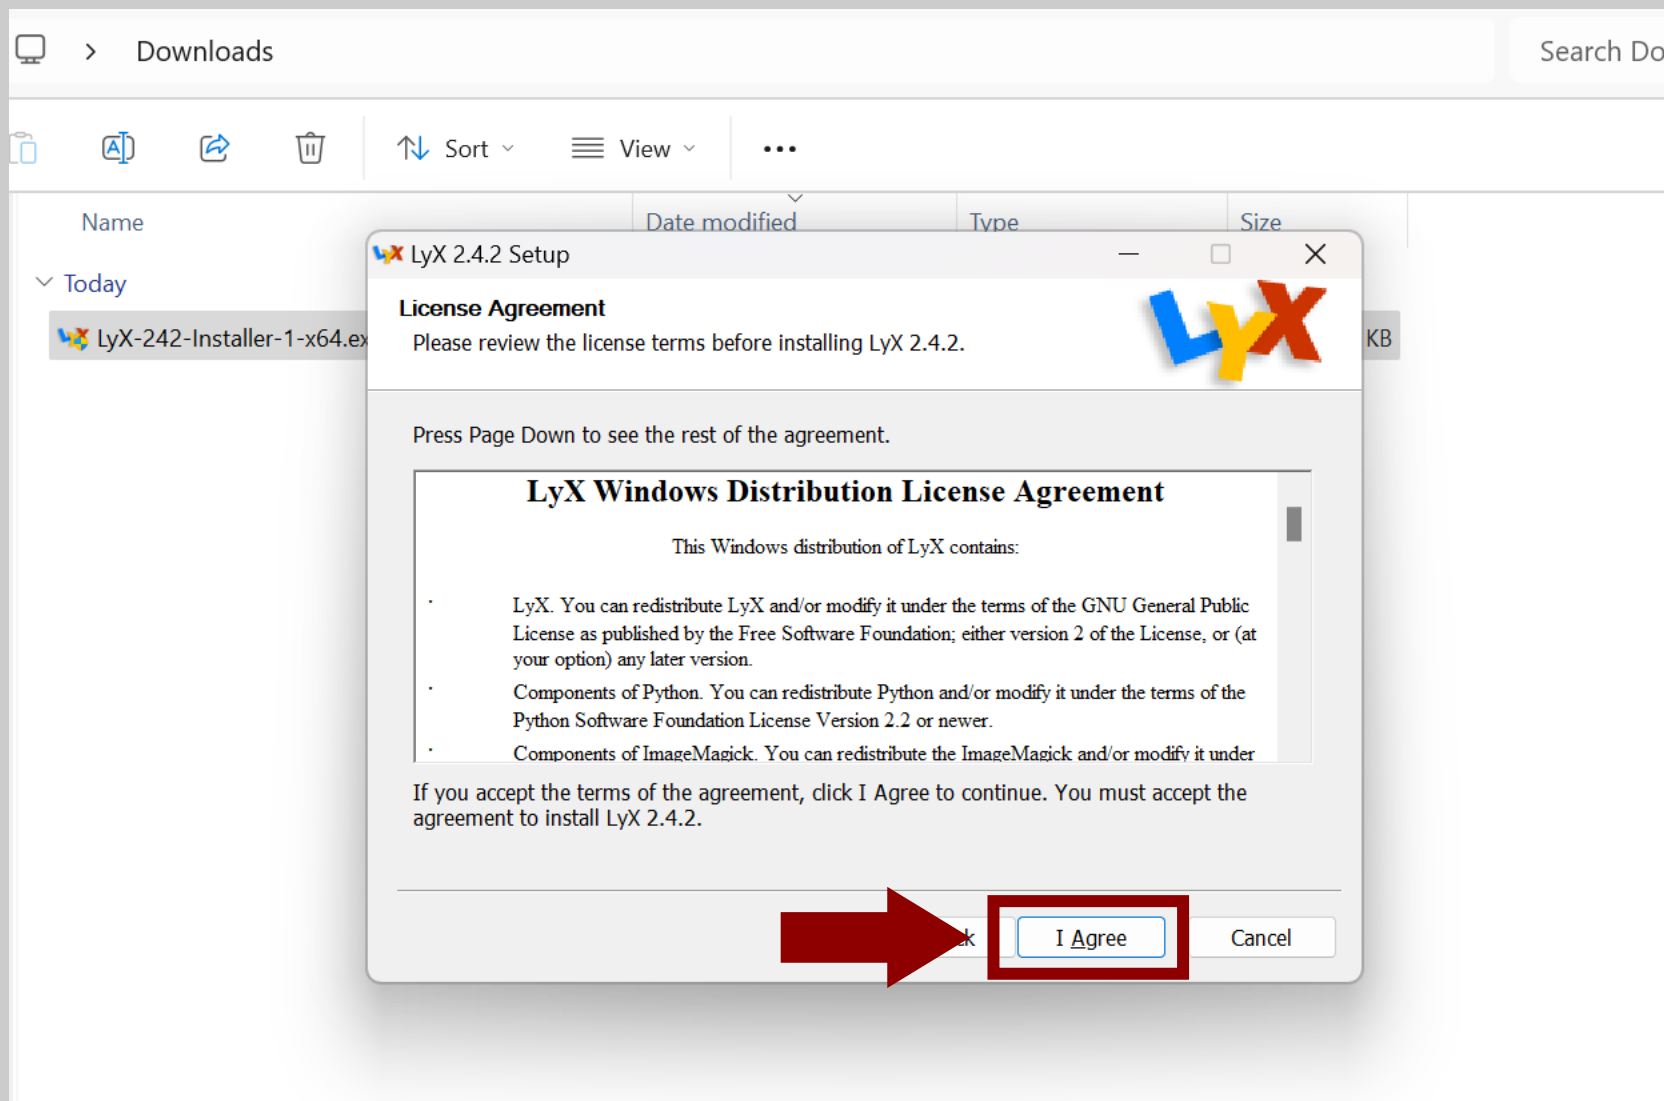 Downloads
Search Do
Sort
View
Name
Date modified
Type
Size
Today
LyX-242-Installer-1-x64.ex
KB
LyX 2.4.2 Setup
License Agreement
Please review the license terms before installing LyX 2.4.2.
LyX
Press Page Down to see the rest of the agreement.
LyX Windows Distribution License Agreement
This Windows distribution of LyX contains:
LyX. You can redistribute LyX and/or modify it under the terms of the GNU General Public
License as published by the Free Software Foundation; either version 2 of the License, or (at
your option) any later version.
Components of Python. You can redistribute Python and/or modify it under the terms of the
Python Software Foundation License Version 2.2 or newer.
Components of ImageMagick. You can redistribute the ImageMagick and/or modify it under
If you accept the terms of the agreement, click I Agree to continue. You must accept the
agreement to install LyX 2.4.2.
I Agree
Cancel